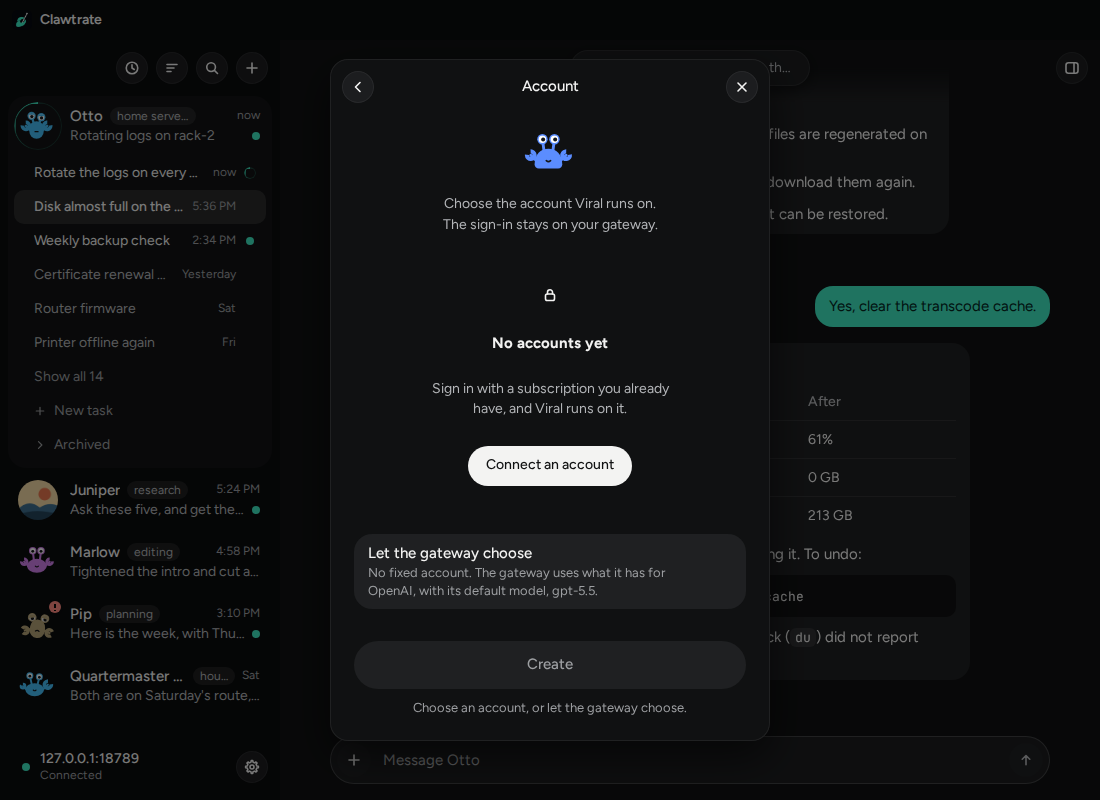 Clawtrate
Otto
home serve...
now
Rotating logs on rack-2
Rotate the logs on every ...
now
Disk almost full on the ...
5:36 PM
Weekly backup check
2:34 PM
Certificate renewal ...
Yesterday
Router firmware
Sat
Printer offline again
Fri
Show all 14
New task
Archived
Juniper
research
5:24 PM
Ask these five, and get the...
Marlow
editing
4:58 PM
Tightened the intro and cut a...
Pip
planning
3:10 PM
Here is the week, with Thu...
Quartermaster ...
hou...
Sat
Both are on Saturday's route,...
127.0.0.1:18789
Connected
Account
Choose the account Viral runs on.
The sign-in stays on your gateway.
No accounts yet
Sign in with a subscription you already
have, and Viral runs on it.
Connect an account
Let the gateway choose
No fixed account. The gateway uses what it has for
OpenAI, with its default model, gpt-5.5.
Create
Choose an account, or let the gateway choose.
th...
files are regenerated on
download them again.
t can be restored.
Yes, clear the transcode cache.
After
61%
0 GB
213 GB
ng it. To undo:
cache
ck (du) did not report
Message Otto